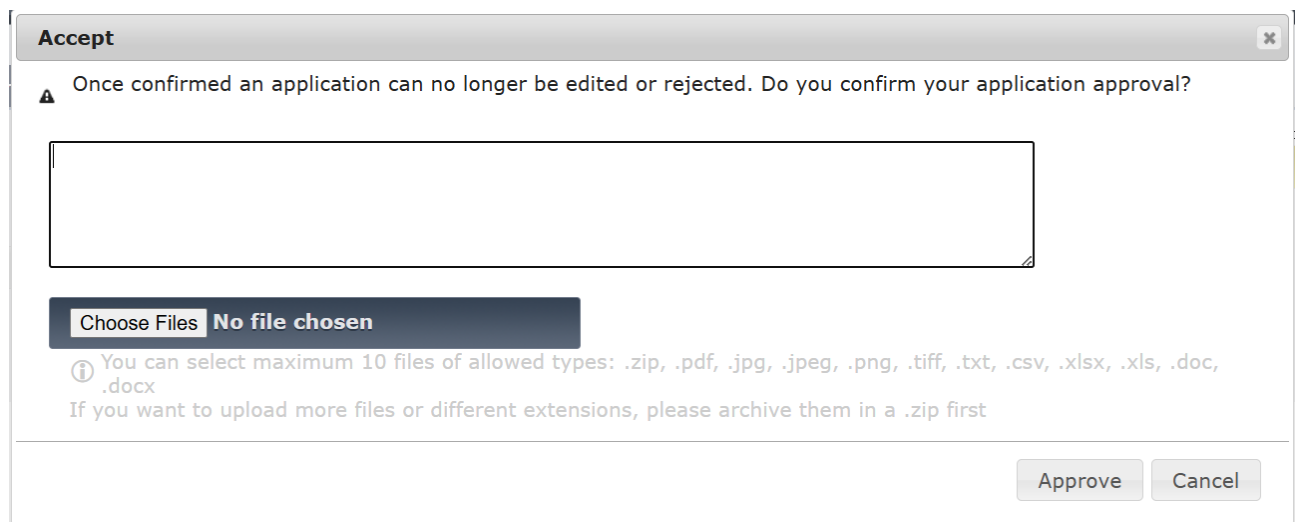 Accept
Once confirmed an application can no longer be edited or rejected. Do you confirm your application approval?
Choose Files No file chosen
You can select maximum 10 files of allowed types: .zip, .pdf, .jpg, .jpeg, .png, .tiff, .txt, .csv, .xlsx, .xls, .doc,
.docx
If you want to upload more files or different extensions, please archive them in a .zip first
Approve Cancel